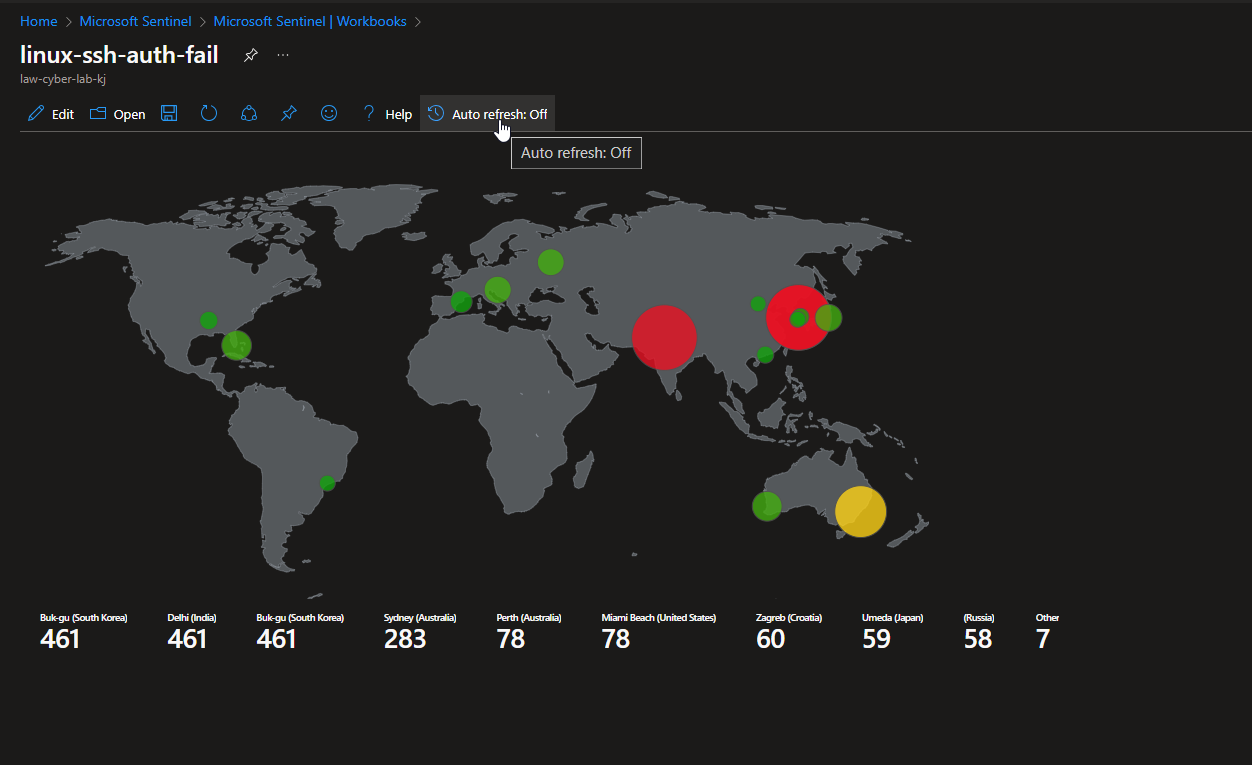 Home > Microsoft Sentinel > Microsoft Sentinel | Workbooks >
linux-ssh-auth-fail ...
law-cyber-lab-kj
Edit Open ? Help Auto refresh: Off
Auto refresh: Off
Buk-gu (South Korea) Delhi (India) Buk-gu (South Korea) Sydney (Australia) Perth (Australia) Miami Beach (United States) Zagreb (Croatia) Umeda (Japan) (Russia) Other
461 461 461 283 78 78 60 59 58 7